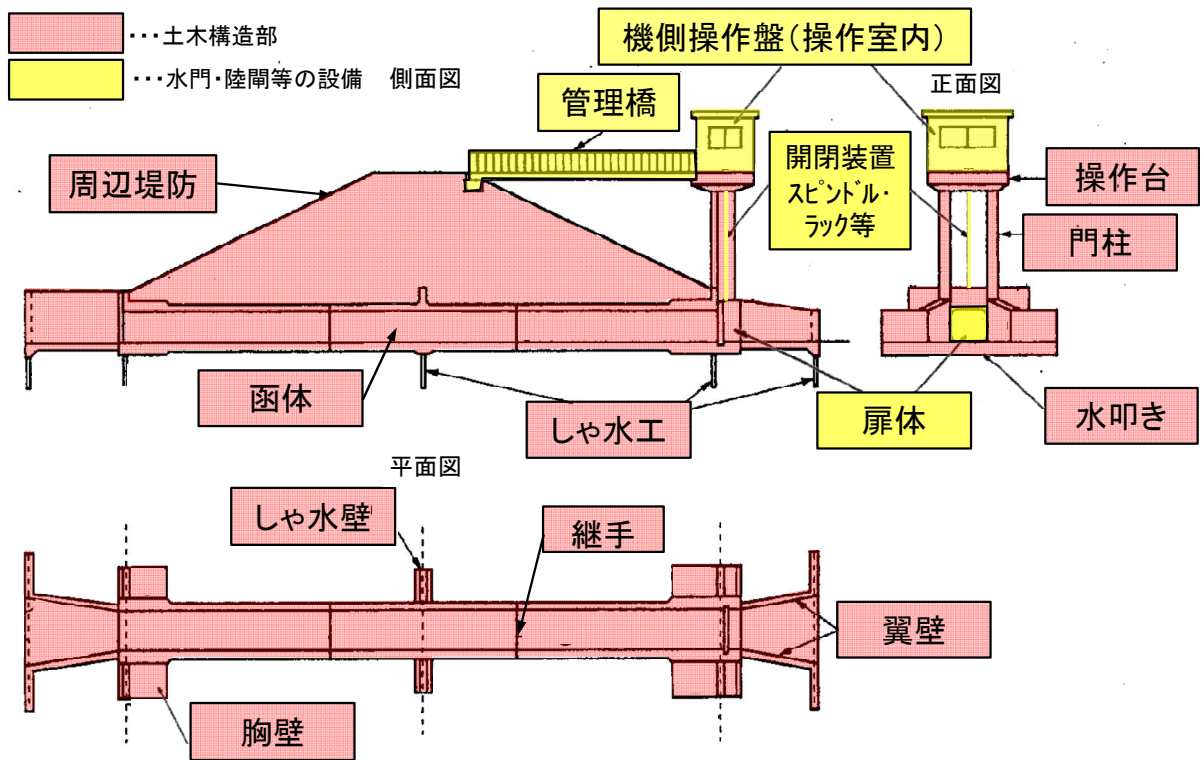 ・・・土木構造部
・・・水門・陸閘等の設備
側面図
機側操作盤(操作室内)
正面図
管理橋
周辺堤防
開閉装置
スピンドル・
ラック等
操作台
門柱
函体
しゃ水工
扉体
水叩き
平面図
しゃ水壁
継手
翼壁
胸壁